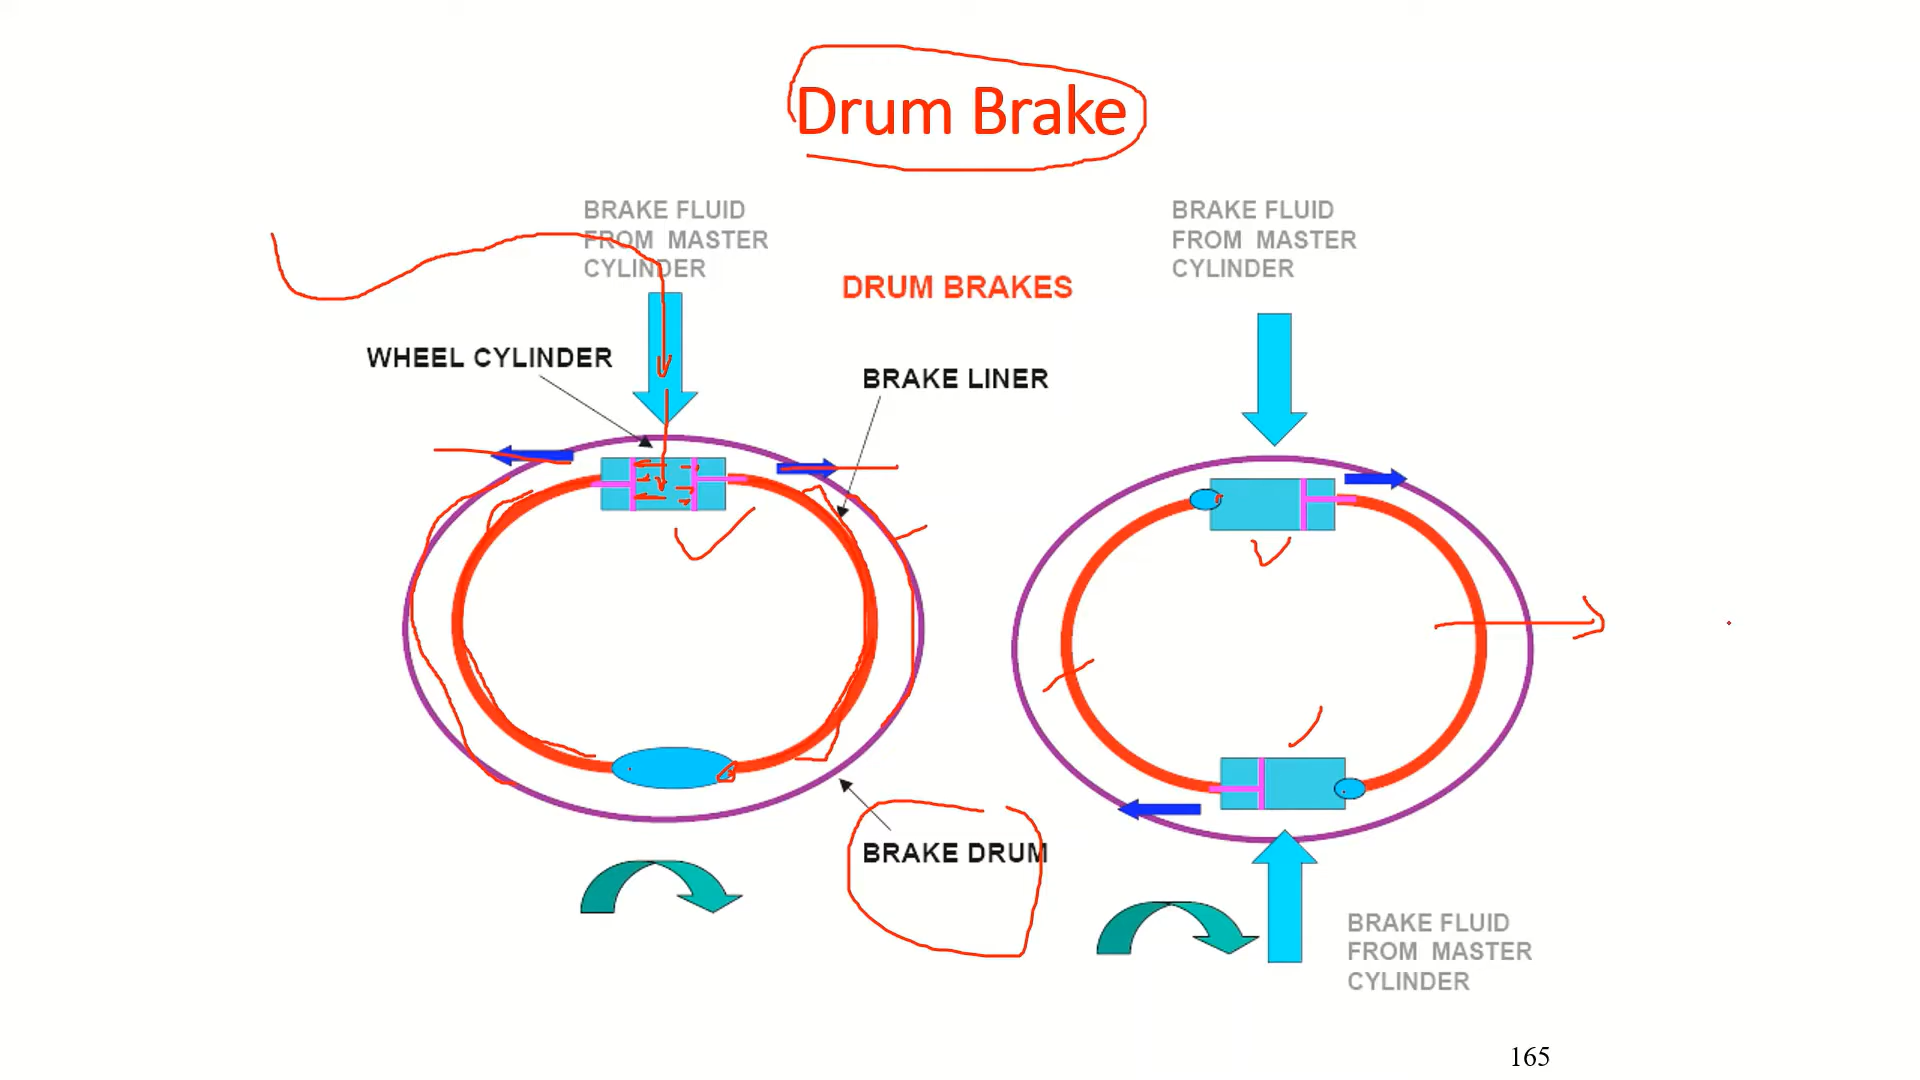 Drum Brake
BRAKE FLUID
FROM MASTER
CYLINDER
BRAKE FLUID
FROM MASTER
CYLINDER
DRUM BRAKES
WHEEL CYLINDER
BRAKE LINER
BRAKE DRUM
BRAKE FLUID
FROM MASTER
CYLINDER
165